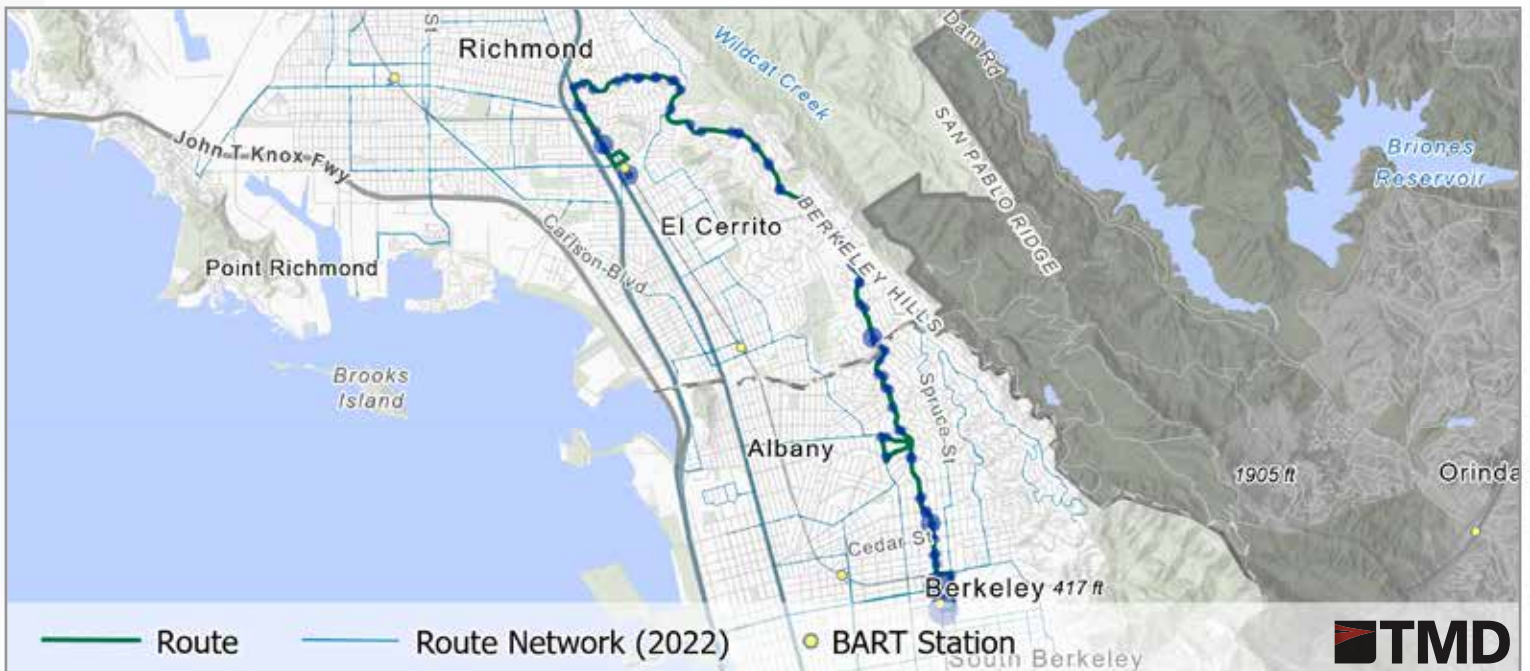 Richmond
St
Wildcat Creek
Dam Rd
SAN PABLO RIDGE
Briones
Reservoir
John T Knox Fwy
El Cerrito
BERKELEY HILLS
Carlson Blvd
Point Richmond
Brooks
Island
Spruce St
Albany
1905 ft
Orinda
Cedar St
Berkeley 417 ft
Route
Route Network (2022)
BART Station
South Berkeley
TMD